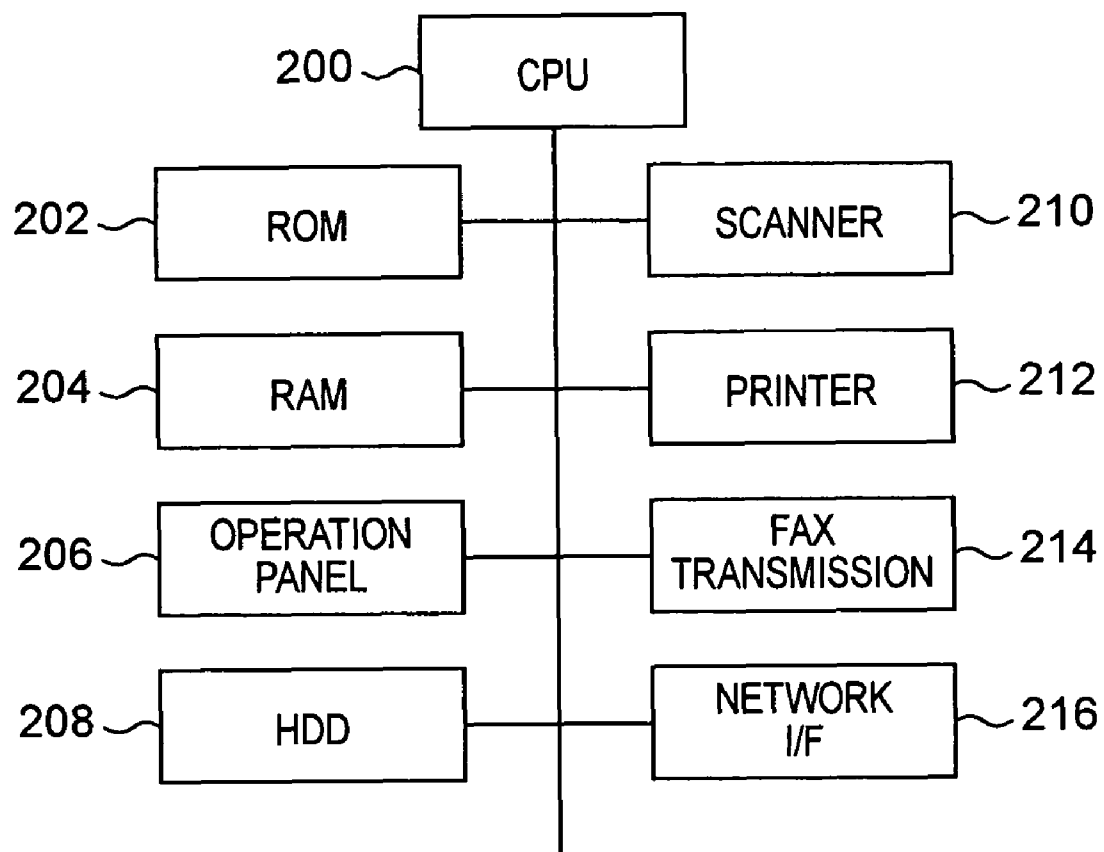 200 CPU
202 ROM SCANNER 210
204 RAM PRINTER 212
206 OPERATION PANEL
FAX TRANSMISSION 214
208 HDD
NETWORK I/F 216